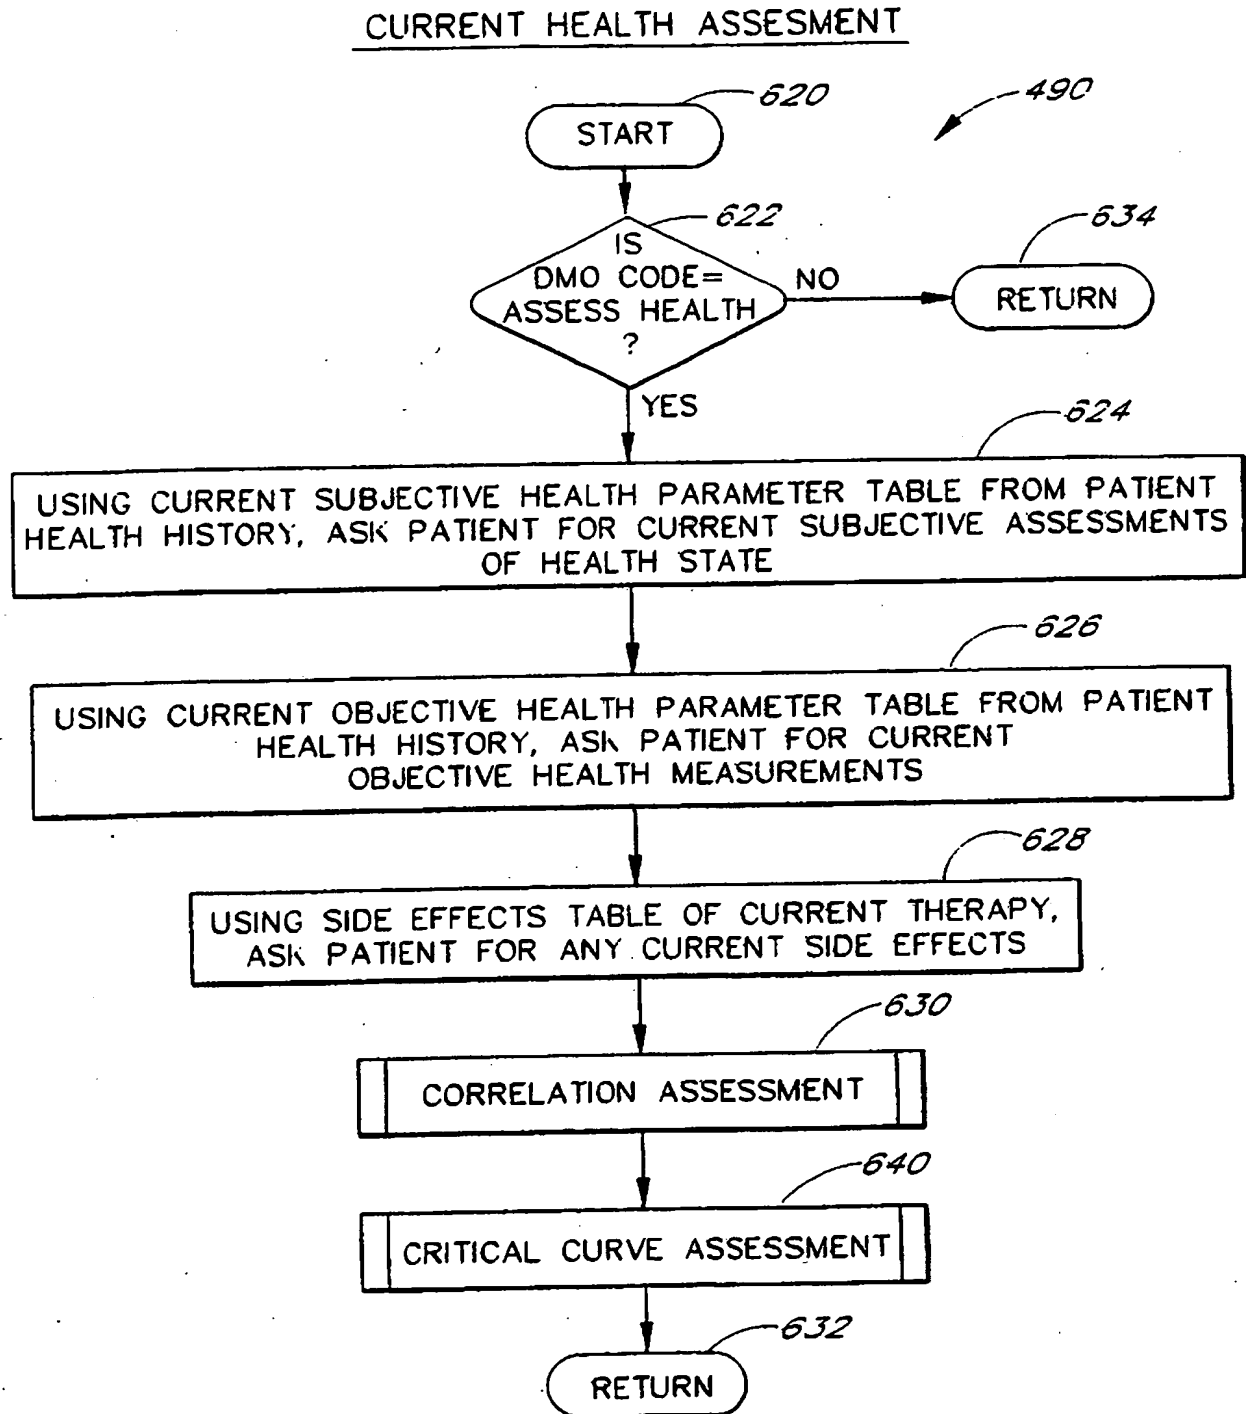 CURRENT HEALTH ASSESMENT
620
490
START
622
634
IS
DMO CODE=
ASSESS HEALTH
?
NO
RETURN
YES
624
USING CURRENT SUBJECTIVE HEALTH PARAMETER TABLE FROM PATIENT
HEALTH HISTORY, ASK PATIENT FOR CURRENT SUBJECTIVE ASSESSMENTS
OF HEALTH STATE
626
USING CURRENT OBJECTIVE HEALTH PARAMETER TABLE FROM PATIENT
HEALTH HISTORY, ASK PATIENT FOR CURRENT
OBJECTIVE HEALTH MEASUREMENTS
628
USING SIDE EFFECTS TABLE OF CURRENT THERAPY,
ASK PATIENT FOR ANY CURRENT SIDE EFFECTS
630
CORRELATION ASSESSMENT
640
CRITICAL CURVE ASSESSMENT
632
RETURN